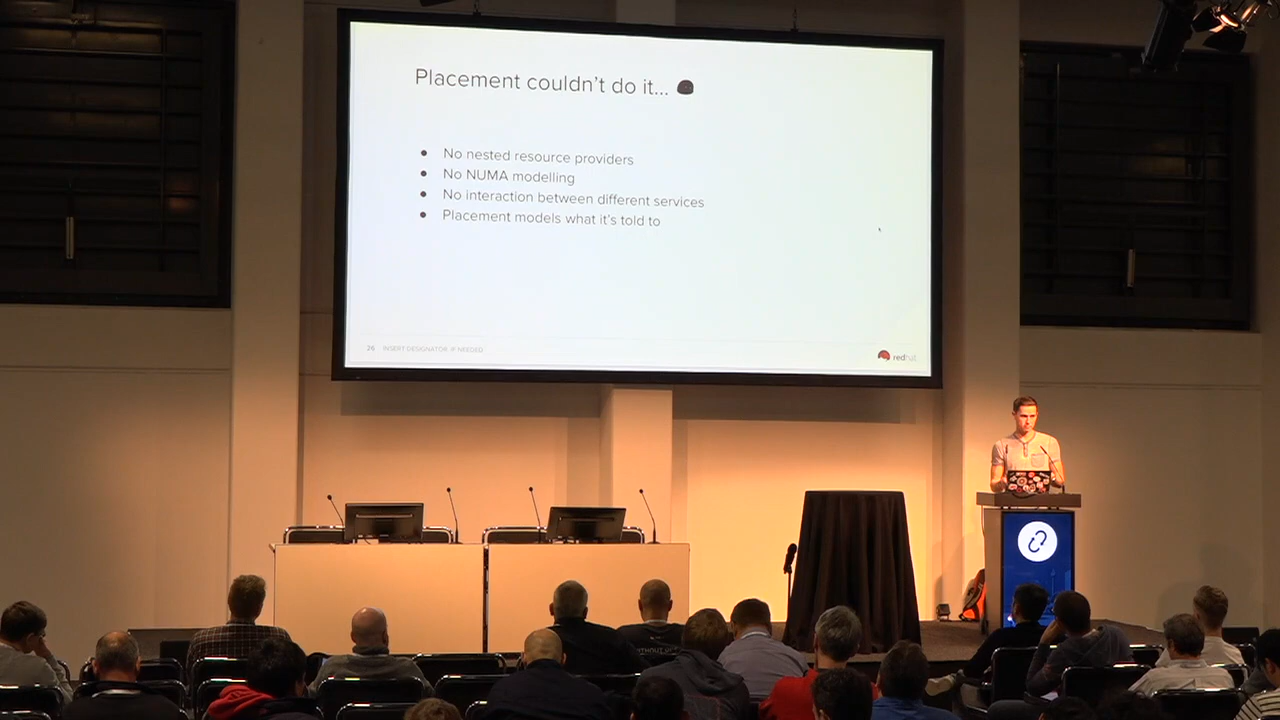 Placement couldn't do it...
● No nested resource providers
● No NUMA modelling
● No interaction between different services
● Placement models what it's told to
26 INSERT DESIGNATOR, IF NEEDED
redhat.